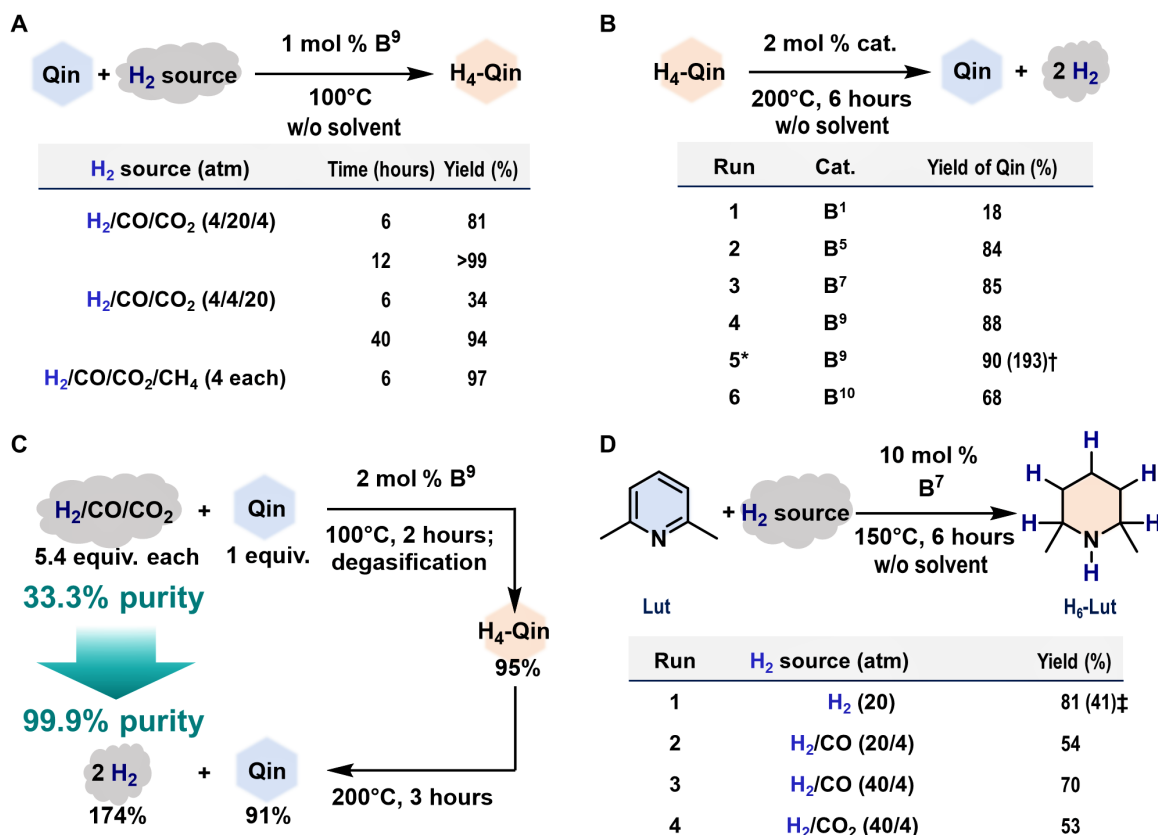 A
Qin + H₂ source
1 mol % B⁹
100°C
w/o solvent
H₄-Qin
H₂ source (atm) Time (hours) Yield (%)
H₂/CO/CO₂ (4/20/4) 6 81
12 >99
H₂/CO/CO₂ (4/4/20) 6 34
40 94
H₂/CO/CO₂/CH₄ (4 each) 6 97
B
H₄-Qin
2 mol % cat.
200°C, 6 hours
w/o solvent
Qin + 2 H₂
Run Cat. Yield of Qin (%)
1 B¹ 18
2 B⁵ 84
3 B⁷ 85
4 B⁹ 88
5* B⁹ 90 (193)†
6 B¹⁰ 68
C
H₂/CO/CO₂ + Qin
5.4 equiv. each 1 equiv.
2 mol % B⁹
100°C, 2 hours;
degasification
33.3% purity
H₄-Qin
95%
99.9% purity
2 H₂ + Qin
174% 91%
200°C, 3 hours
D
N
Lut
+ H₂ source
10 mol %
B⁷
150°C, 6 hours
w/o solvent
H
H H
H H
N
H
H₆-Lut
Run H₂ source (atm) Yield (%)
1 H₂ (20) 81 (41)‡
2 H₂/CO (20/4) 54
3 H₂/CO (40/4) 70
4 H₂/CO₂ (40/4) 53